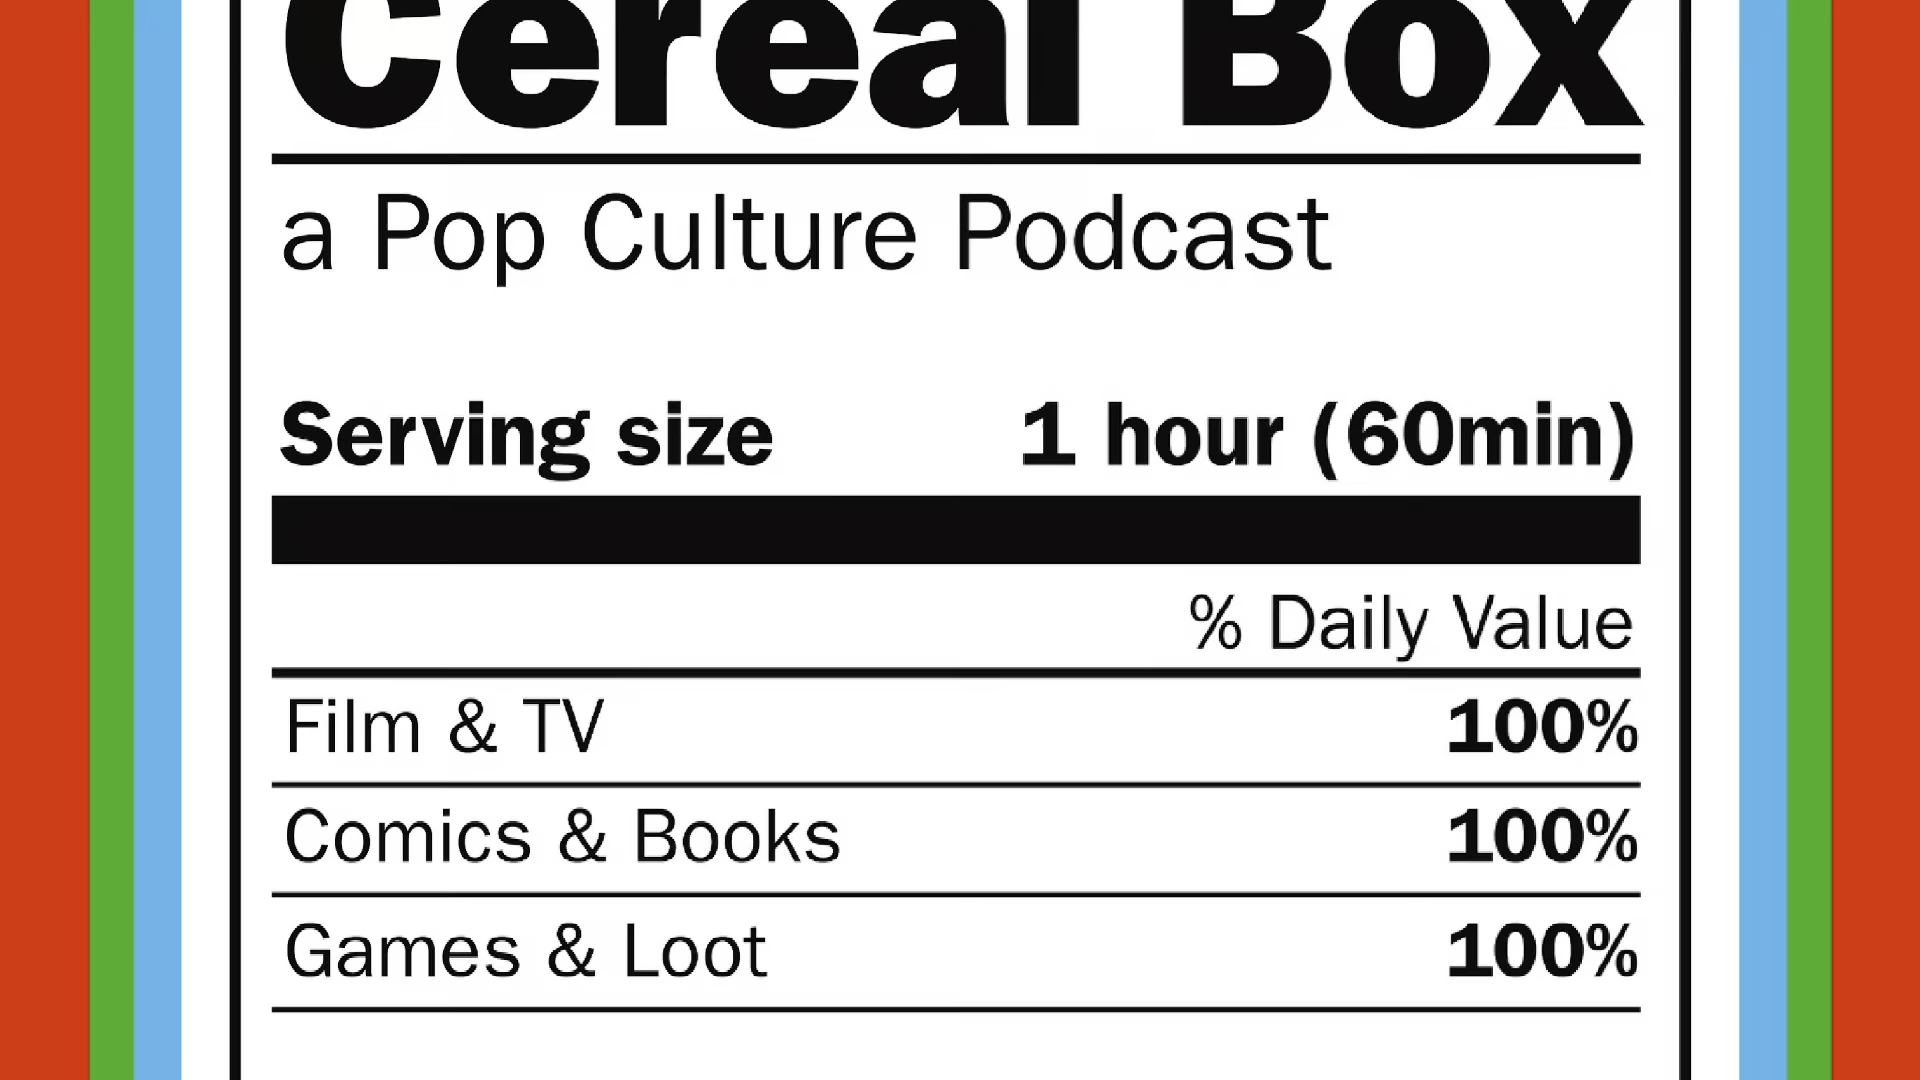 Cereal Box
a Pop Culture Podcast
Serving size 1 hour (60min)
% Daily Value
Film & TV 100%
Comics & Books 100%
Games & Loot 100%